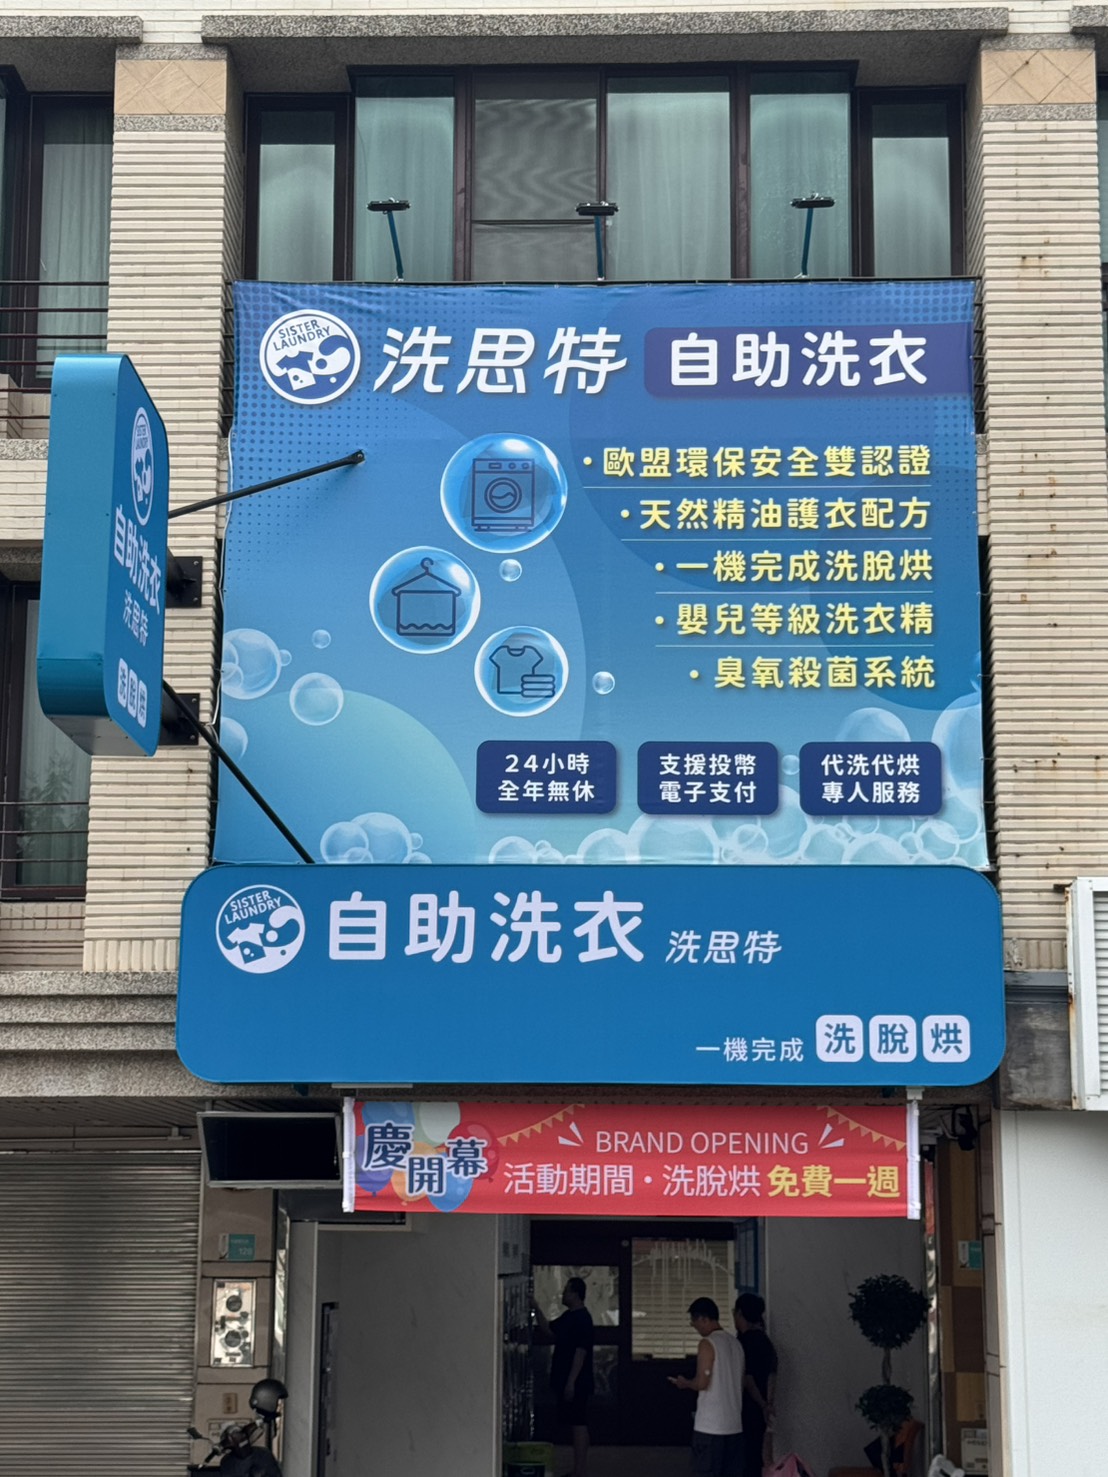 SISTER
LAUNDRY
洗思特 自助洗衣
・歐盟環保安全雙認證
・天然精油護衣配方
・一機完成洗脫烘
・嬰兒等級洗衣精
・臭氧殺菌系統
24小時
全年無休
支援投幣
電子支付
代洗代烘
專人服務
SISTER
LAUNDRY
自助洗衣
洗思特
洗脫烘
SISTER
LAUNDRY
自助洗衣 洗思特
一機完成 洗脫烘
慶開幕
BRAND OPENING
活動期間・洗脫烘免費一週